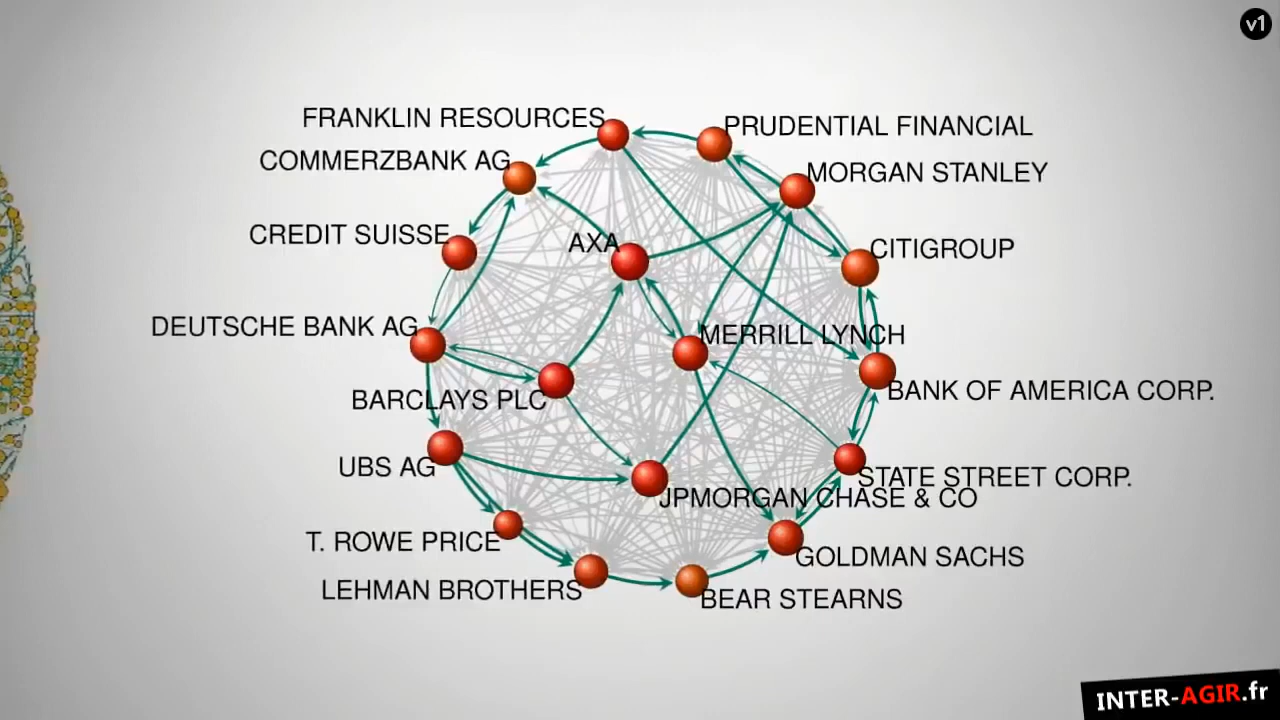 v1
FRANKLIN RESOURCES
PRUDENTIAL FINANCIAL
COMMERZBANK AG
MORGAN STANLEY
CREDIT SUISSE
AXA
CITIGROUP
DEUTSCHE BANK AG
MERRILL LYNCH
BARCLAYS PLC
BANK OF AMERICA CORP.
UBS AG
STATE STREET CORP.
JPMORGAN CHASE & CO
T. ROWE PRICE
GOLDMAN SACHS
LEHMAN BROTHERS
BEAR STEARNS
INTER-AGIR.fr